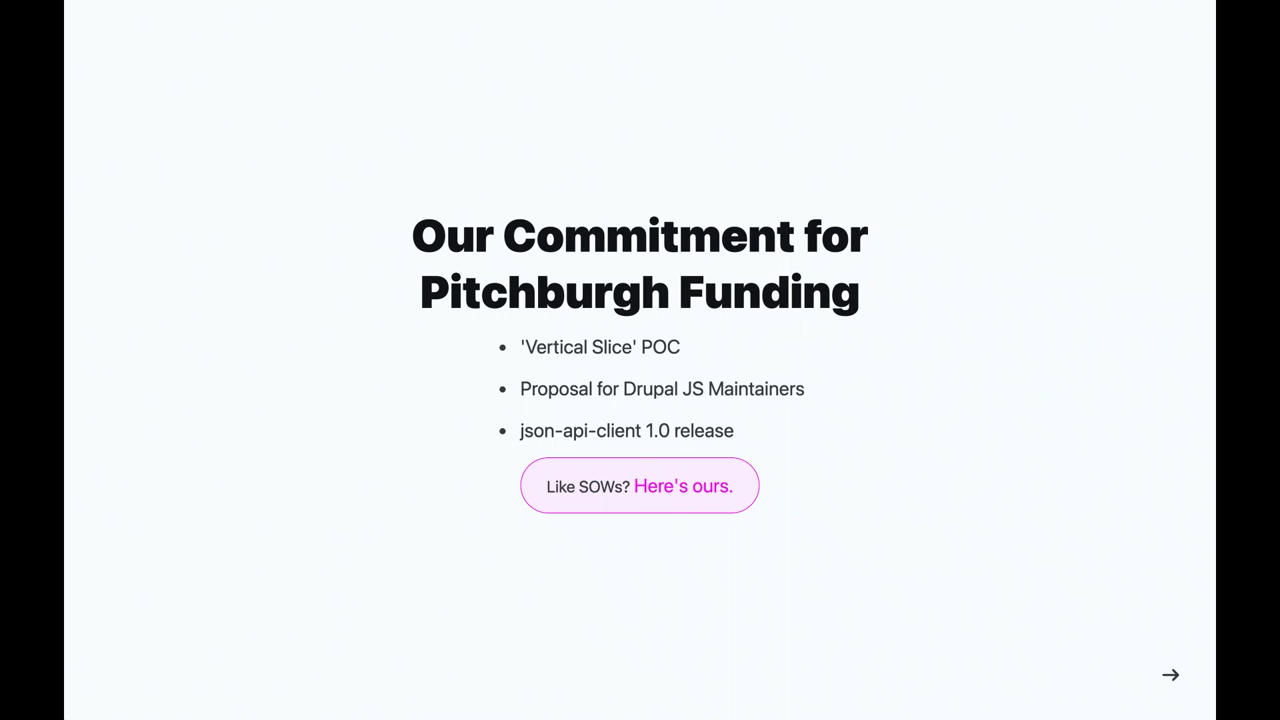 Our Commitment for
Pitchburgh Funding
• 'Vertical Slice' POC
• Proposal for Drupal JS Maintainers
• json-api-client 1.0 release
Like SOWs? Here's ours.
→